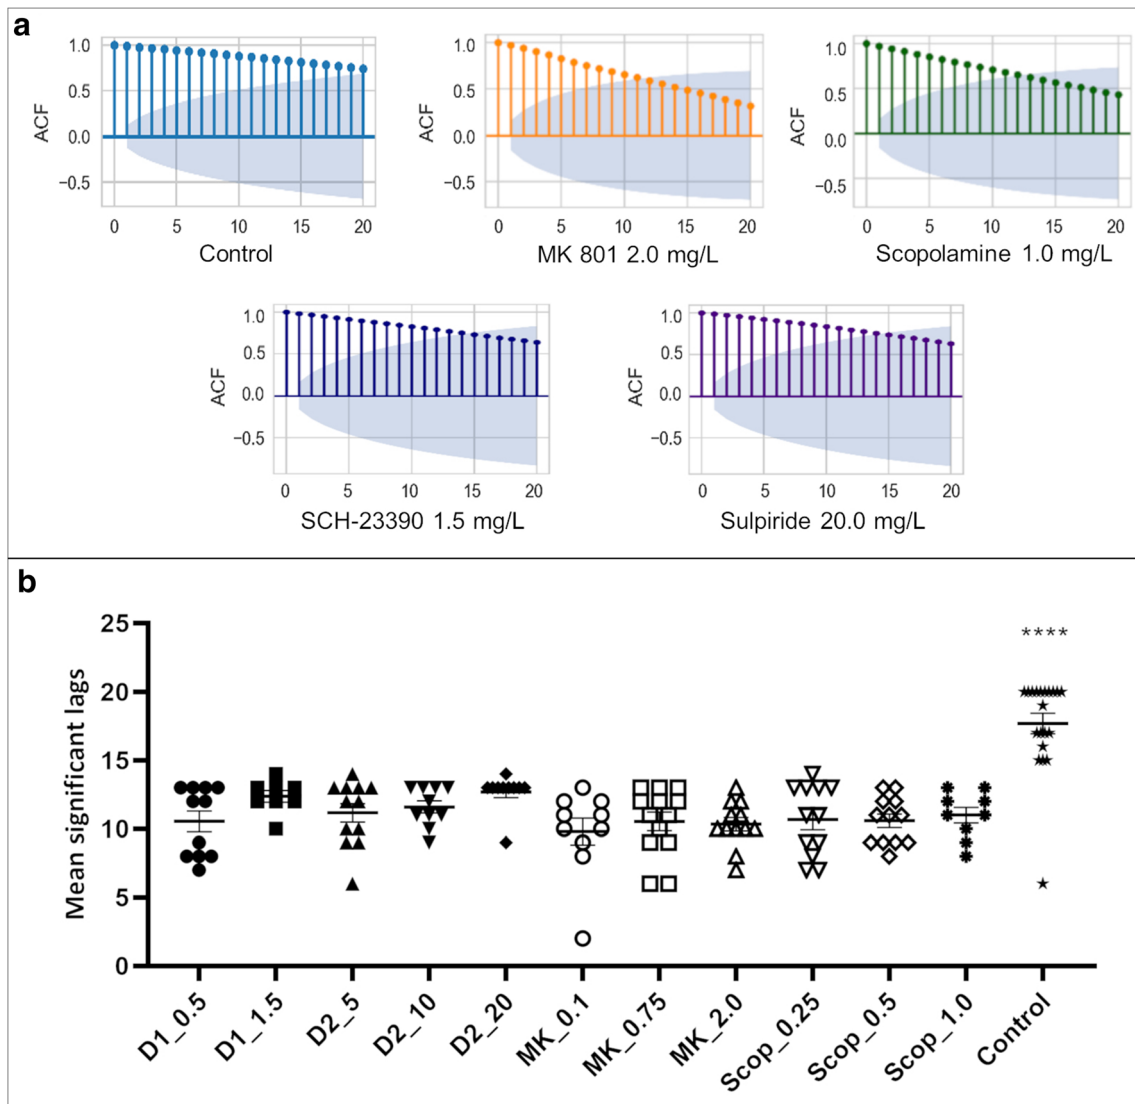 a
1.0
0.5
0.0
−0.5
ACF
0 5 10 15 20
Control
1.0
0.5
0.0
−0.5
ACF
0 5 10 15 20
MK 801 2.0 mg/L
1.0
0.5
0.0
−0.5
ACF
0 5 10 15 20
Scopolamine 1.0 mg/L
1.0
0.5
0.0
−0.5
ACF
0 5 10 15 20
SCH-23390 1.5 mg/L
1.0
0.5
0.0
−0.5
ACF
0 5 10 15 20
Sulpiride 20.0 mg/L
b
Mean significant lags
25
20
15
10
5
0
****
D1_0.5
D1_1.5
D2_5
D2_10
D2_20
MK_0.1
MK_0.75
MK_2.0
Scop_0.25
Scop_0.5
Scop_1.0
Control